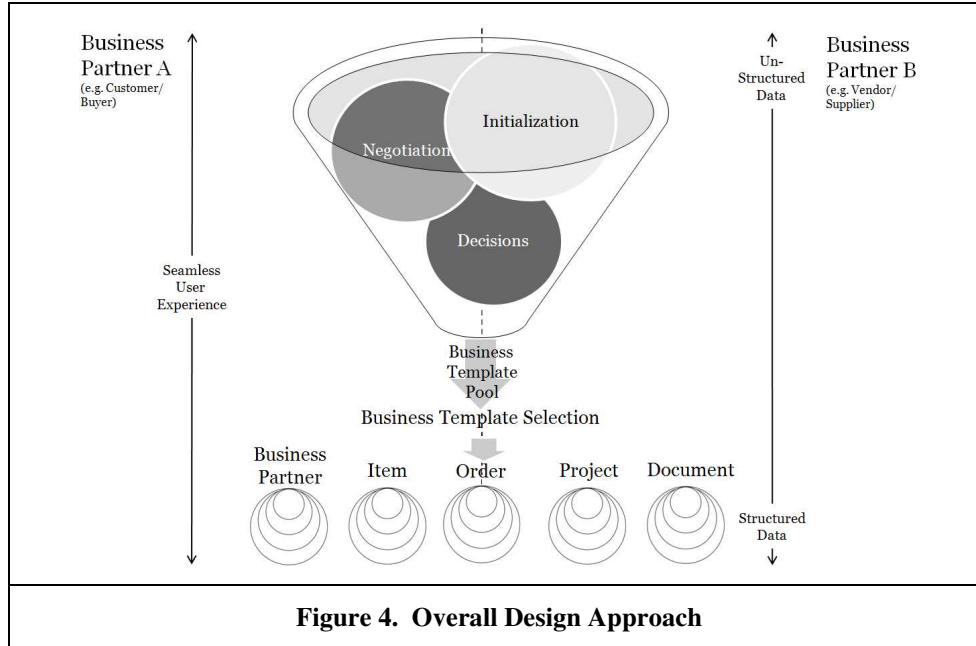 Business
Partner A
(e.g. Customer/
Buyer)
Un-
Structured
Data
Business
Partner B
(e.g. Vendor/
Supplier)
Initialization
Negotiation
Decisions
Seamless
User
Experience
Business
Template
Pool
Business Template Selection
Business
Partner
Item
Order
Project
Document
Structured
Data
Figure 4. Overall Design Approach